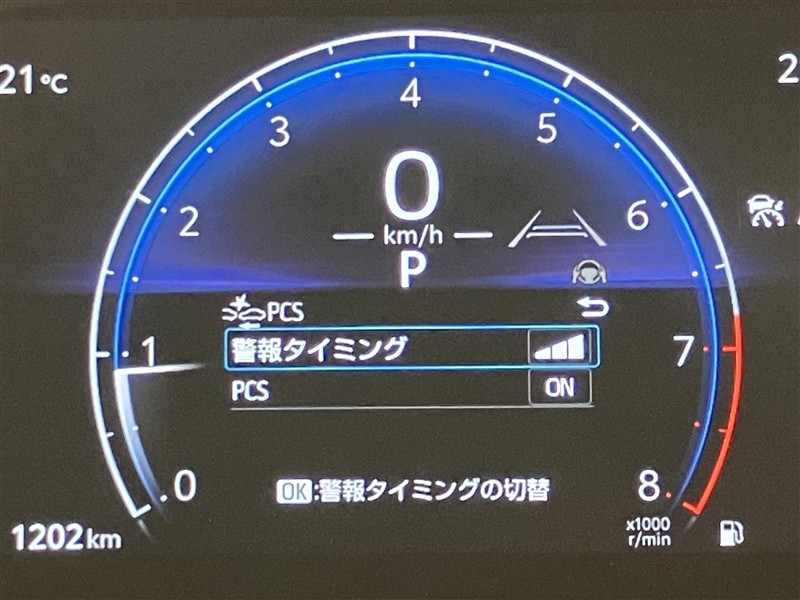 21℃
2
4
3
5
2
6
0
km/h
P
PCS
1
警報タイミング
7
PCS
ON
0
OK:警報タイミングの切替
8
1202km
x1000
r/min